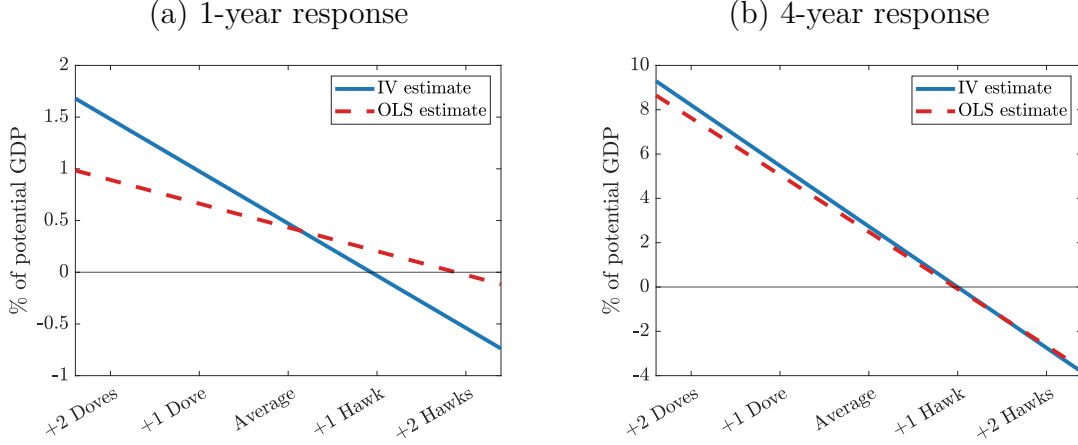 (a) 1-year response
% of potential GDP
2
1.5
1
0.5
0
-0.5
-1
IV estimate
OLS estimate
+2 Doves
+1 Dove
Average
+1 Hawk
+2 Hawks
(b) 4-year response
% of potential GDP
10
8
6
4
2
0
-2
-4
IV estimate
OLS estimate
+2 Doves
+1 Dove
Average
+1 Hawk
+2 Hawks